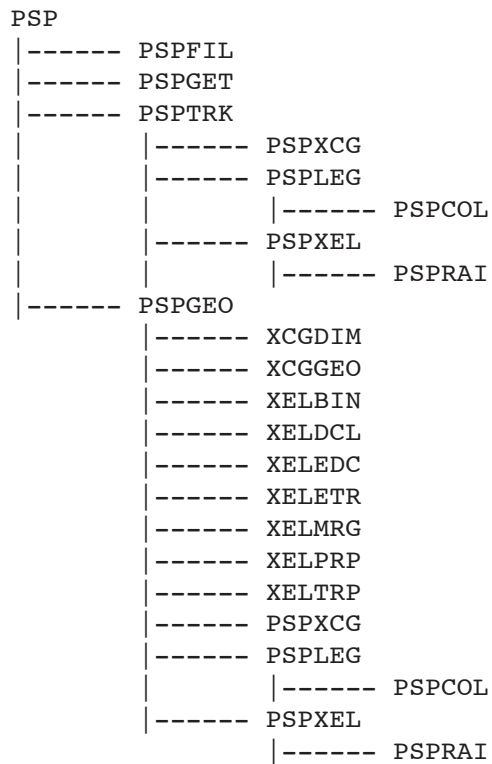 PSP
|------ PSPFIL
|------ PSPGET
|------ PSPTRK
|       |------ PSPXCG
|       |------ PSPLEG
|       |       |------ PSPCOL
|       |------ PSPXEL
|       |       |------ PSPRAI
|------ PSPGEO
        |------ XCGDIM
        |------ XCGGEO
        |------ XELBIN
        |------ XELDCL
        |------ XELEDC
        |------ XELETR
        |------ XELMRG
        |------ XELPRP
        |------ XELTRP
        |------ PSPXCG
        |------ PSPLEG
        |       |------ PSPCOL
        |------ PSPXEL
                |------ PSPRAI